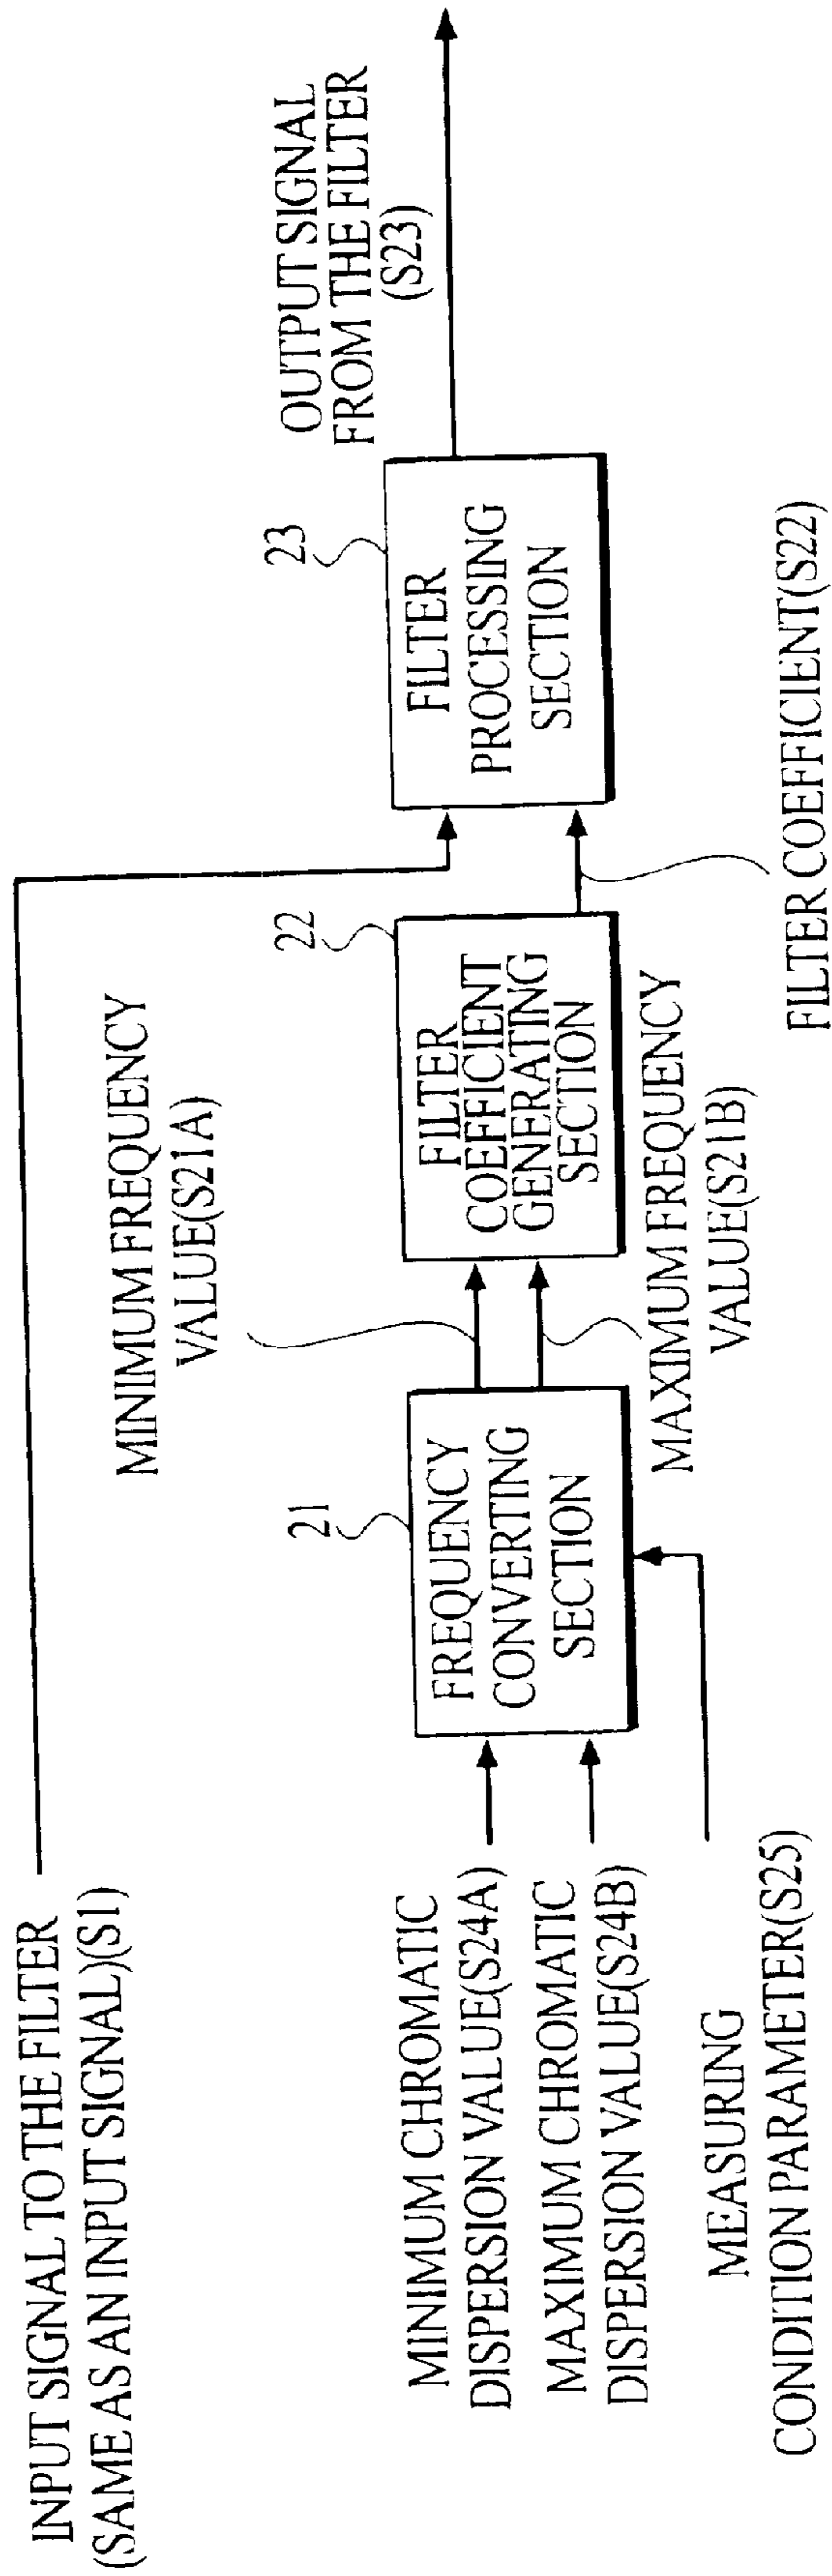 INPUT SIGNAL TO THE FILTER
(SAME AS AN INPUT SIGNAL)(S1)
MINIMUM CHROMATIC
DISPERSION VALUE(S24A)
MAXIMUM CHROMATIC
DISPERSION VALUE(S24B)
MEASURING
CONDITION PARAMETER(S25)
21
FREQUENCY
CONVERTING
SECTION
MINIMUM FREQUENCY
VALUE(S21A)
MAXIMUM FREQUENCY
VALUE(S21B)
22
FILTER
COEFFICIENT
GENERATING
SECTION
FILTER COEFFICIENT(S22)
23
FILTER
PROCESSING
SECTION
OUTPUT SIGNAL
FROM THE FILTER
(S23)